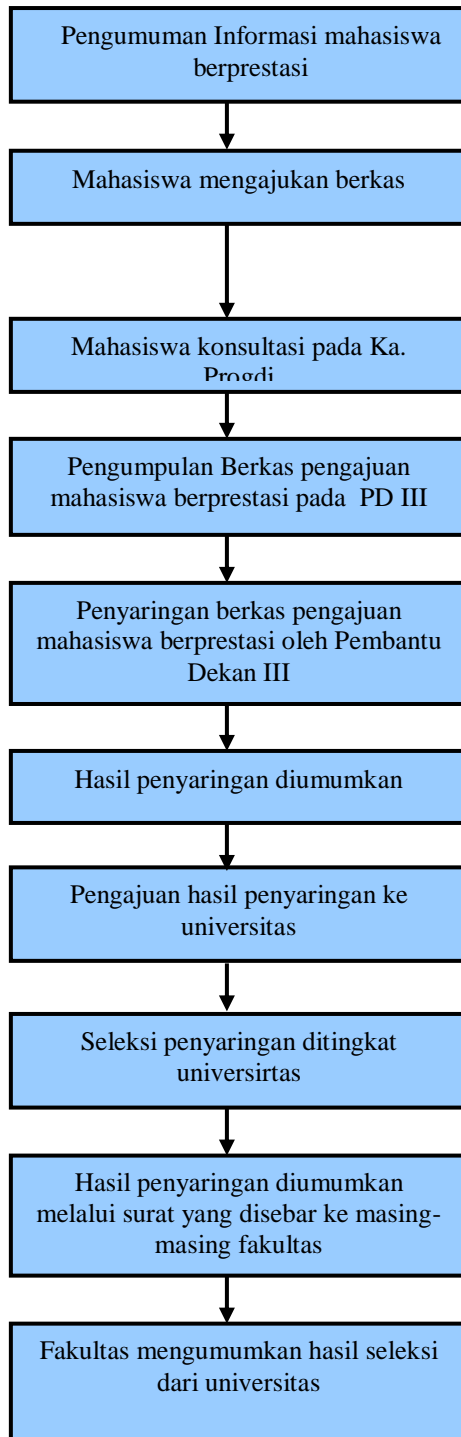 Pengumuman Informasi mahasiswa
berprestasi
Mahasiswa mengajukan berkas
Mahasiswa konsultasi pada Ka.
Progdi
Pengumpulan Berkas pengajuan
mahasiswa berprestasi pada PD III
Penyaringan berkas pengajuan
mahasiswa berprestasi oleh Pembantu
Dekan III
Hasil penyaringan diumumkan
Pengajuan hasil penyaringan ke
universitas
Seleksi penyaringan ditingkat
universirtas
Hasil penyaringan diumumkan
melalui surat yang disebar ke masing-
masing fakultas
Fakultas mengumumkan hasil seleksi
dari universitas